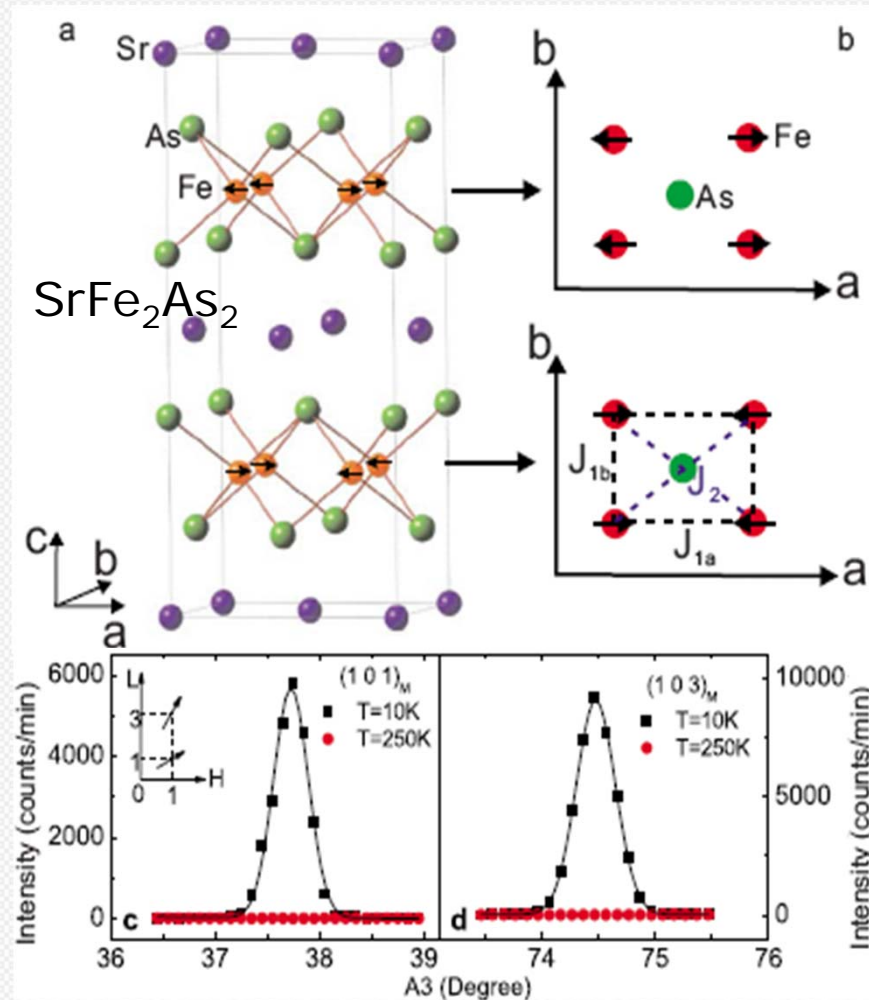 a
Sr
As
Fe
SrFe₂As₂
c
b
a
b
b
Fe
As
a
b
J₁b
J₂
J₁a
a
6000
4000
2000
0
Intensity (counts/min)
L
3
1
0
1
H
(1 0 1)M
T=10K
T=250K
c
36
37
38
39
(1 0 3)M
T=10K
T=250K
d
74
75
76
10000
5000
0
Intensity (counts/min)
A3 (Degree)